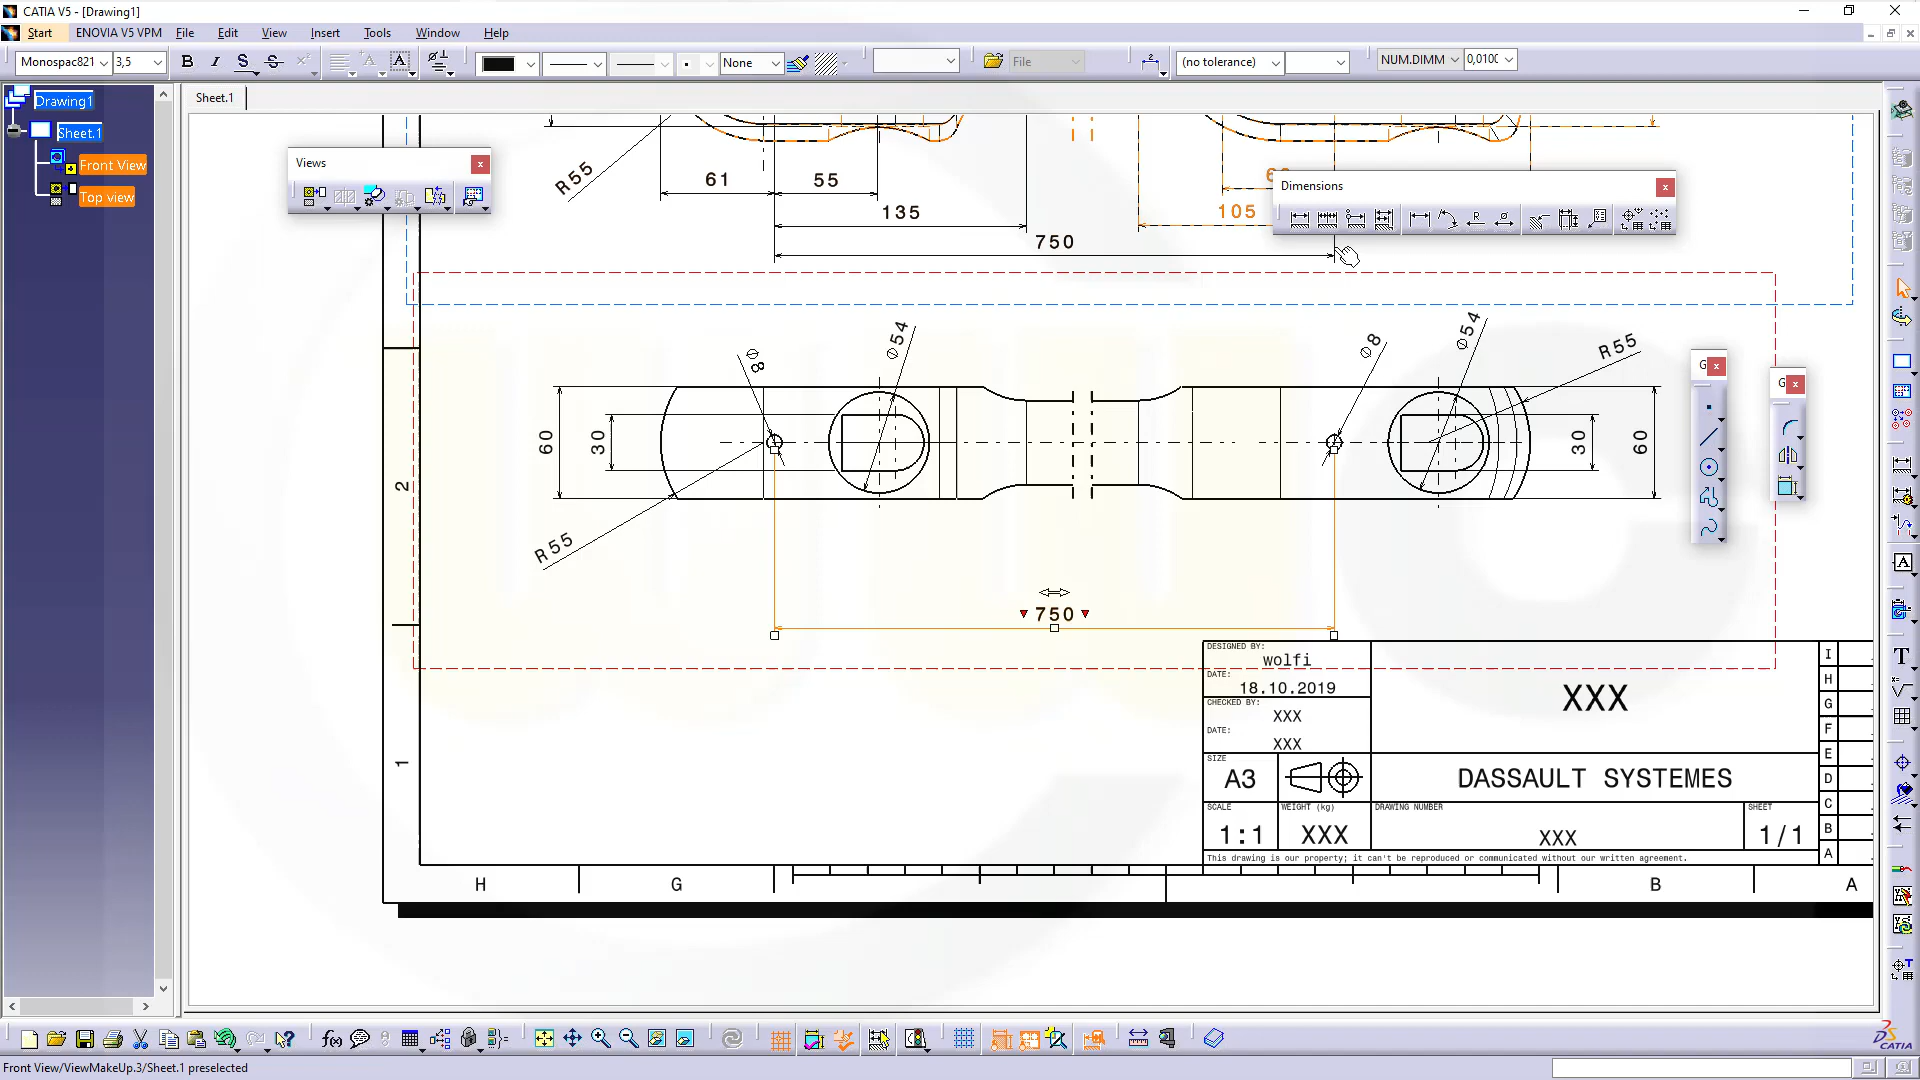 CATIA V5 - [Drawing1]
Start ENOVIA V5 VPM File Edit View Insert Tools Window Help
Monospac821 3,5 B I S S A None File (no tolerance) NUM.DIMM 0,010
Drawing1
Sheet.1
Front View
Top view
Sheet.1
Views
Dimensions
R55
61 55
135
105
750
Ø8
Ø54
Ø8
Ø54
R55
60
30
30
60
R55
750
G
G
2
1
DESIGNED BY:
wolfi
DATE:
18.10.2019
CHECKED BY:
XXX
DATE:
XXX
SIZE
A3
SCALE
1:1
WEIGHT (kg)
XXX
XXX
DASSAULT SYSTEMES
DRAWING NUMBER
XXX
SHEET
1/1
This drawing is our property; it can't be reproduced or communicated without our written agreement.
I
H
G
F
E
D
C
B
A
H G B A
f(x)
CATIA
Front View/ViewMakeUp.3/Sheet.1 preselected